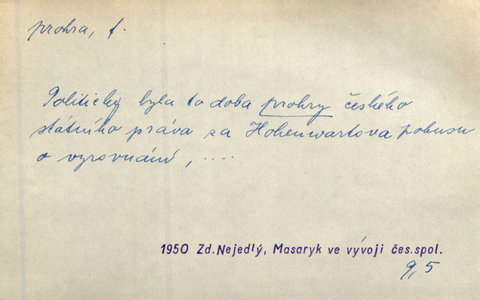 prohra, f.
Politicky byla to doba prohry českého
státního práva za Hohenwartova pokusu
o vyrovnání, ....
1950 Zd. Nejedlý, Masaryk ve vývoji čes. spol.
9,5